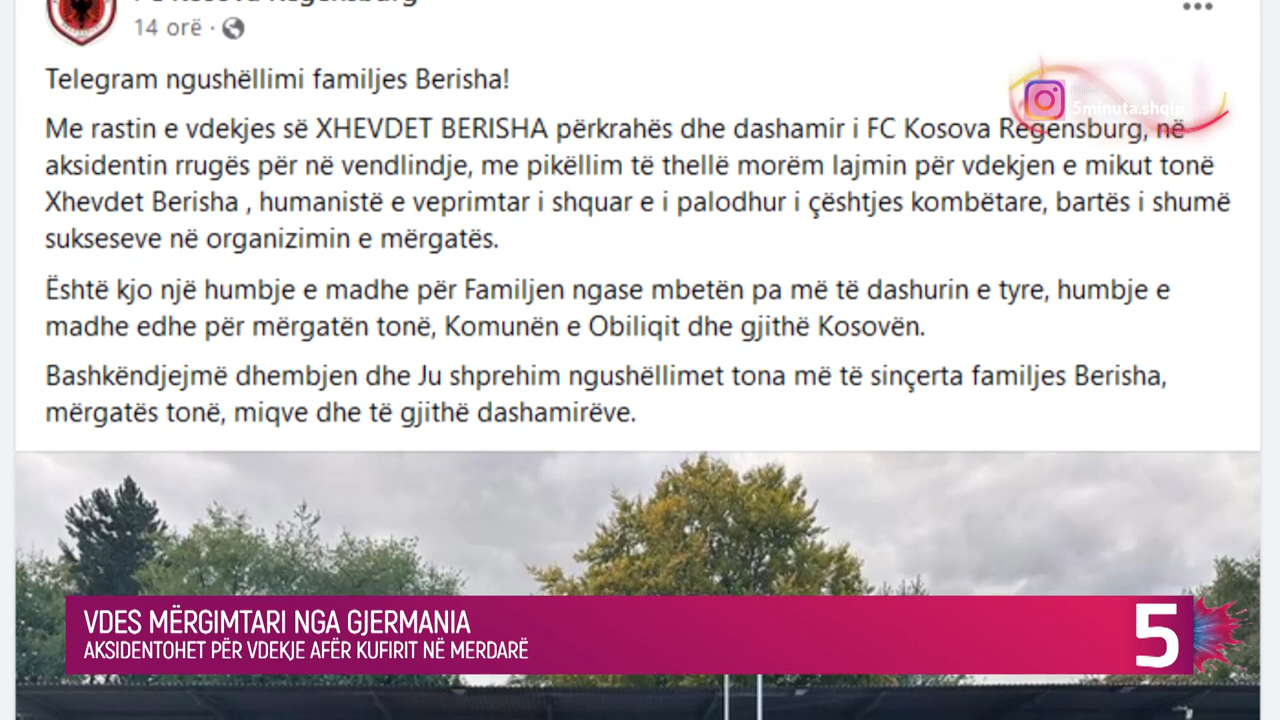 14 orë ·
Telegram ngushëllimi familjes Berisha!
5minuta.shqip
Me rastin e vdekjes së XHEVDET BERISHA përkrahës dhe dashamir i FC Kosova Regensburg, në
aksidentin rrugës për në vendlindje, me pikëllim të thellë morëm lajmin për vdekjen e mikut tonë
Xhevdet Berisha , humanistë e veprimtar i shquar e i palodhur i çështjes kombëtare, bartës i shumë
sukseseve në organizimin e mërgatës.
Është kjo një humbje e madhe për Familjen ngase mbetën pa më të dashurin e tyre, humbje e
madhe edhe për mërgatën tonë, Komunën e Obiliqit dhe gjithë Kosovën.
Bashkëndjejmë dhembjen dhe Ju shprehim ngushëllimet tona më të sinçerta familjes Berisha,
mërgatës tonë, miqve dhe të gjithë dashamirëve.
VDES MËRGIMTARI NGA GJERMANIA
AKSIDENTOHET PËR VDEKJE AFËR KUFIRIT NË MERDARË
5